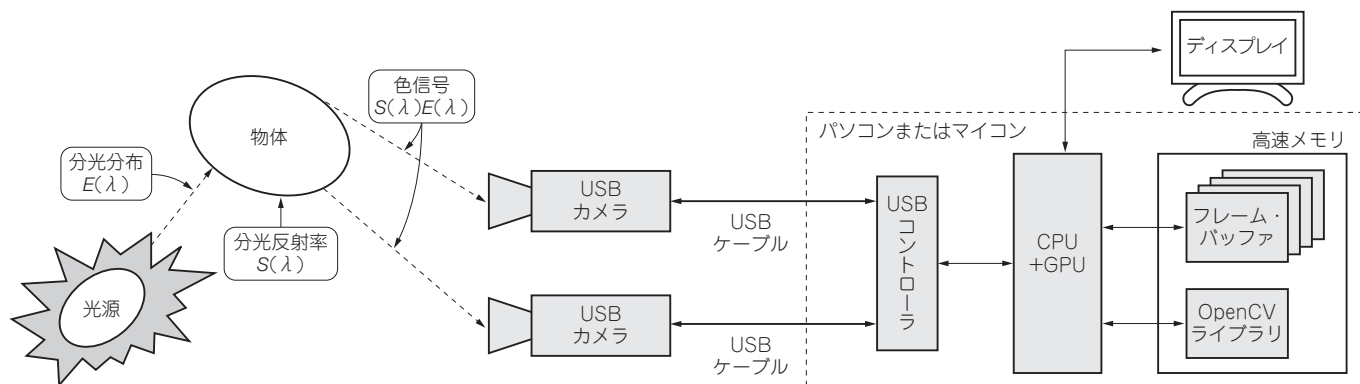 光源
分光分布
E(λ)
物体
分光反射率
S(λ)
色信号
S(λ)E(λ)
USB
カメラ
USB
ケーブル
USB
カメラ
USB
ケーブル
パソコンまたはマイコン
USB
コントローラ
CPU
+GPU
ディスプレイ
高速メモリ
フレーム・
バッファ
OpenCV
ライブラリ